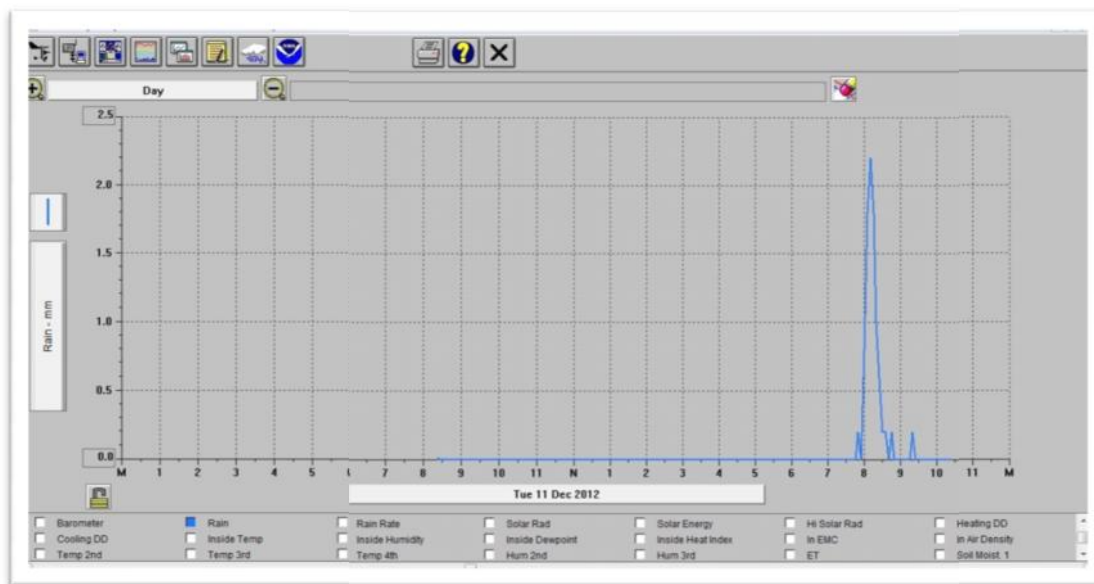 Day
2.5
2.0
1.5
1.0
0.5
0.0
Rain - mm
M 1 2 3 4 5 7 8 9 10 11 N 1 2 3 4 5 6 7 8 9 10 11 M
Tue 11 Dec 2012
Barometer Rain Rain Rate Solar Rad Solar Energy Hi Solar Rad Heating DD
Cooling DD Inside Temp Inside Humidity Inside Dewpoint Inside Heat Index In EMC In Air Density
Temp 2nd Temp 3rd Temp 4th Hum 2nd Hum 3rd ET Soil Moist. 1